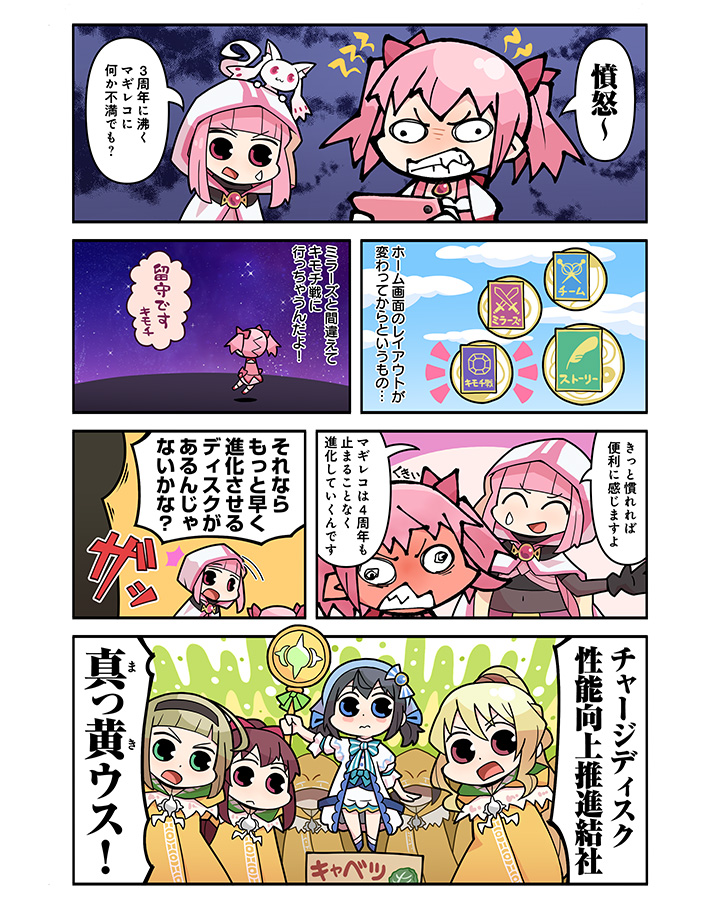 憤怒〜
3周年に沸く
マギレコに
何か不満でも？
ホーム画面のレイアウトが
変わってからというもの…
チーム
ミラーズ
ストーリー
キモチ戦
ミラーズと間違えて
キモチ戦に
行っちゃうんだよ！
留守です
キモチ
きっと慣れれば
便利に感じますよ
ぐきぃ
マギレコは4周年も
止まることなく
進化していくんです
それなら
もっと早く
進化させる
ディスクが
あるんじゃ
ないかな？
ザッ
チャージディスク
性能向上推進結社
真っ黄ウス！
ま
き
キャベツ